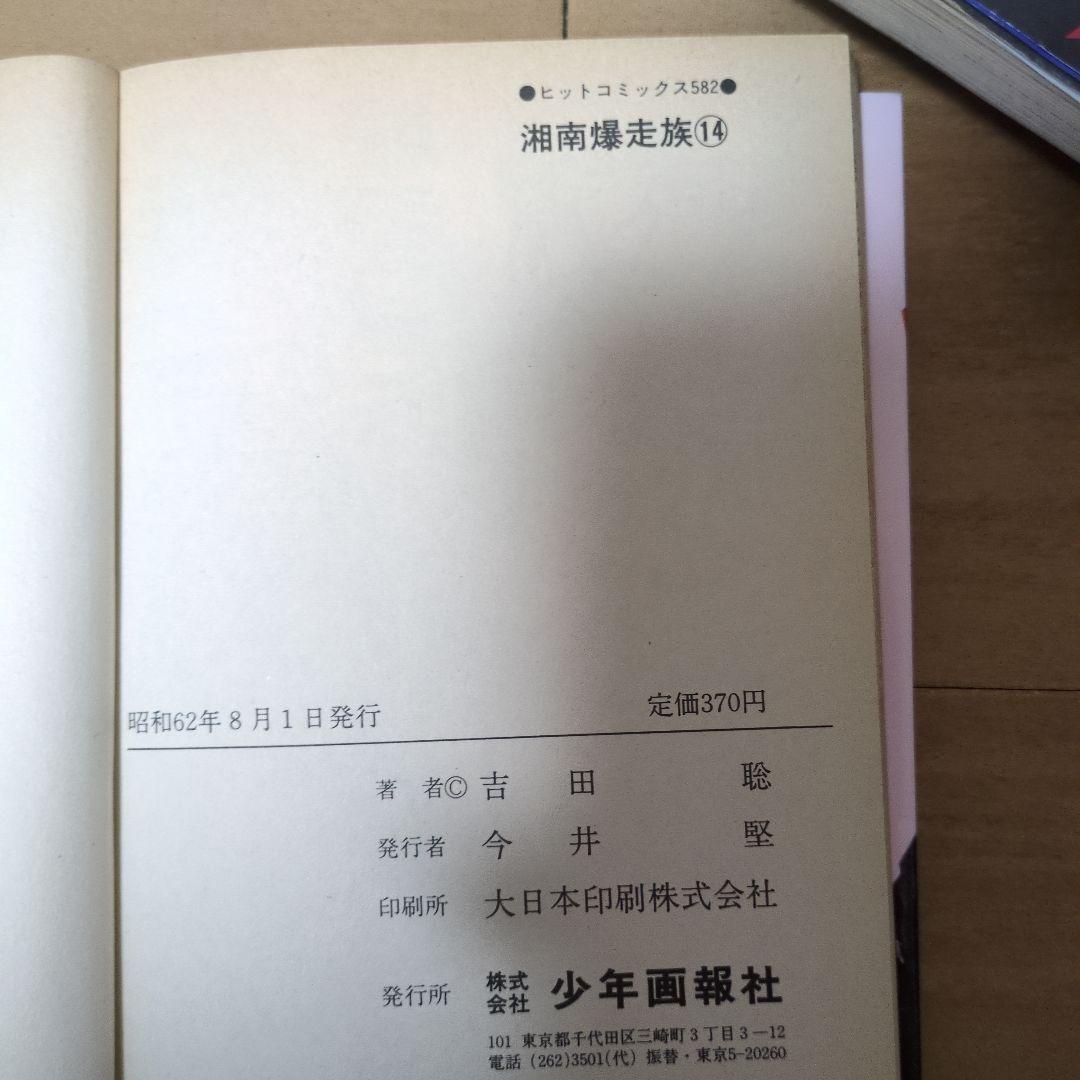 ●ヒットコミックス582●
湘南爆走族⑭
昭和62年8月1日発行 定価370円
著 者© 吉 田 聡
発行者 今 井 堅
印刷所 大日本印刷株式会社
発行所 株式会社 少年画報社
101 東京都千代田区三崎町3丁目3―12
電話 (262)3501(代) 振替・東京5-20260